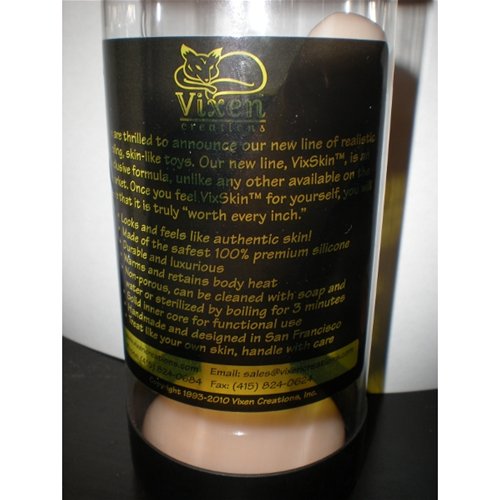 Vixen
creations
are thrilled to announce our new line of realistic
skin-like toys. Our new line, VixSkin™, is an
formula, unlike any other available on the
Once you feel VixSkin™ for yourself, you will
that it is truly "worth every inch."
• Looks and feels like authentic skin!
• Made of the safest 100% premium silicone
Durable and luxurious
Warms and retains body heat
Non-porous, can be cleaned with soap and
water or sterilized by boiling for 3 minutes
Solid inner core for functional use
Handmade and designed in San Francisco
• Treat like your own skin, handle with care
Email: sales@vixencreations.com
(415) 824-0684 Fax: (415) 824-0624
Copyright 1993-2010 Vixen Creations, Inc.